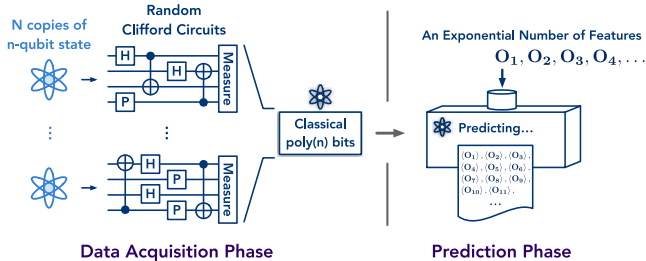 N copies of
n-qubit state
Random
Clifford Circuits
H
H
P
Measure
...
...
H
P
H
P
Measure
Classical
poly(n) bits
Data Acquisition Phase
An Exponential Number of Features
O₁, O₂, O₃, O₄, ...
Predicting...
⟨O₁⟩, ⟨O₂⟩, ⟨O₃⟩,
⟨O₄⟩, ⟨O₅⟩, ⟨O₆⟩,
⟨O₇⟩, ⟨O₈⟩, ⟨O₉⟩,
⟨O₁₀⟩, ⟨O₁₁⟩,
...
Prediction Phase